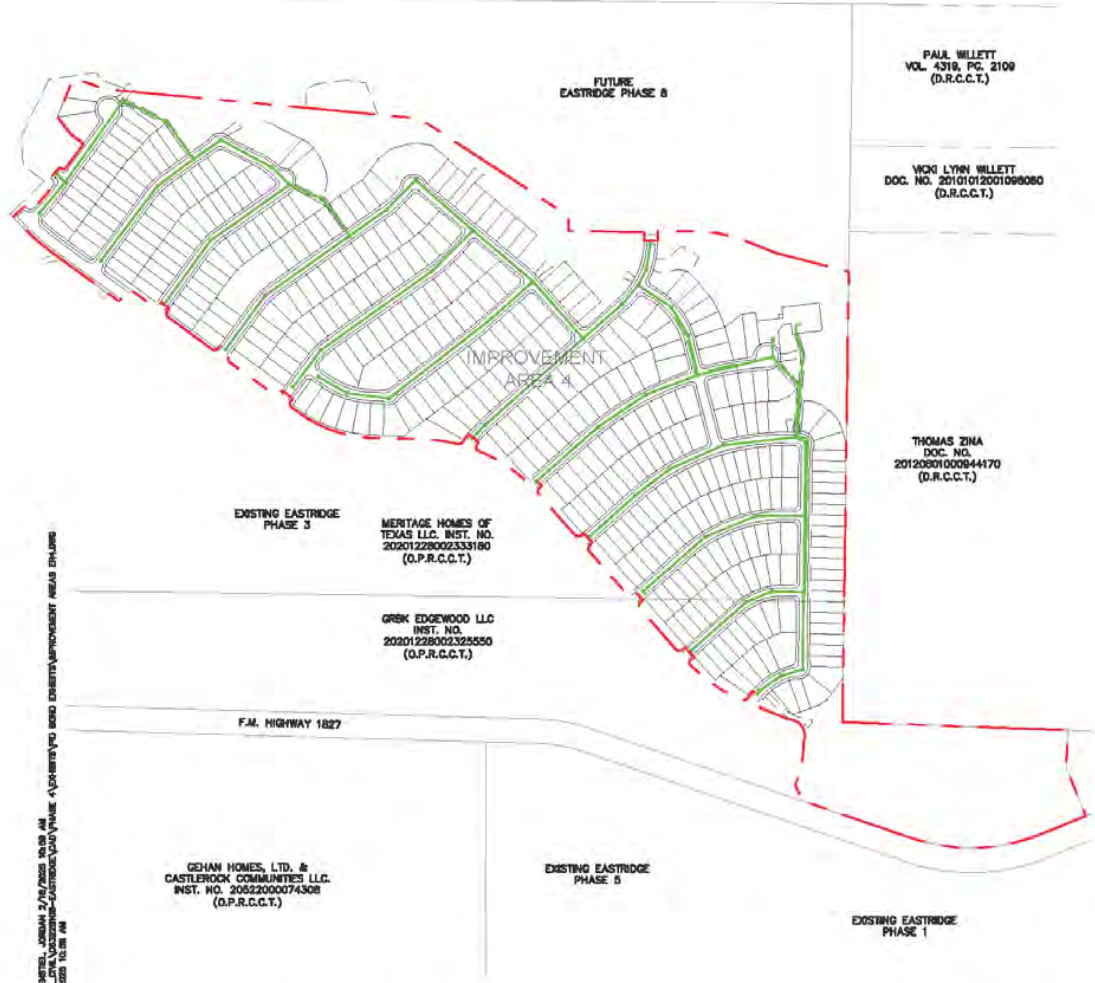 PAUL WILLETT
VOL. 4319, PG. 2109
(D.R.C.C.T.)
FUTURE
EASTRIDGE PHASE 8
VICKI LYNN WILLETT
DOC. NO. 20101012001098080
(D.R.C.C.T.)
IMPROVEMENT
AREA 4
THOMAS ZINA
DOC. NO.
20120801000944170
(D.R.C.C.T.)
EXISTING EASTRIDGE
PHASE 3
MERITAGE HOMES OF
TEXAS LLC. INST. NO.
20201228002333180
(O.P.R.C.C.T.)
GRBK EDGEWOOD LLC
INST. NO.
20201228002325550
(O.P.R.C.C.T.)
F.M. HIGHWAY 1827
GEHAN HOMES, LTD. &
CASTLEROCK COMMUNITIES LLC.
INST. NO. 20522000074308
(O.P.R.C.C.T.)
EXISTING EASTRIDGE
PHASE 5
EXISTING EASTRIDGE
PHASE 1